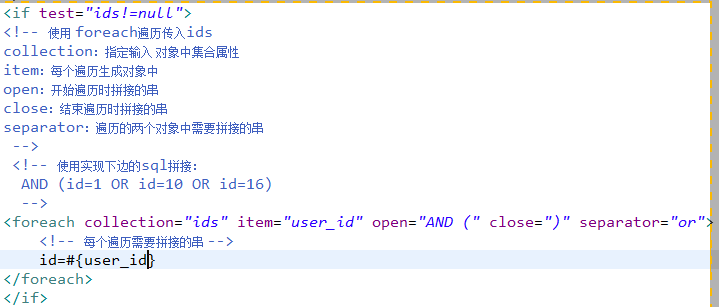 <if test="ids!=null">
<!-- 使用 foreach遍历传入ids
collection：指定输入 对象中集合属性
item：每个遍历生成对象中
open：开始遍历时拼接的串
close：结束遍历时拼接的串
separator：遍历的两个对象中需要拼接的串
-->
<!-- 使用实现下边的sql拼接：
AND (id=1 OR id=10 OR id=16)
-->
<foreach collection="ids" item="user_id" open="AND (" close=")" separator="or">
<!-- 每个遍历需要拼接的串 -->
id=#{user_id}
</foreach>
</if>